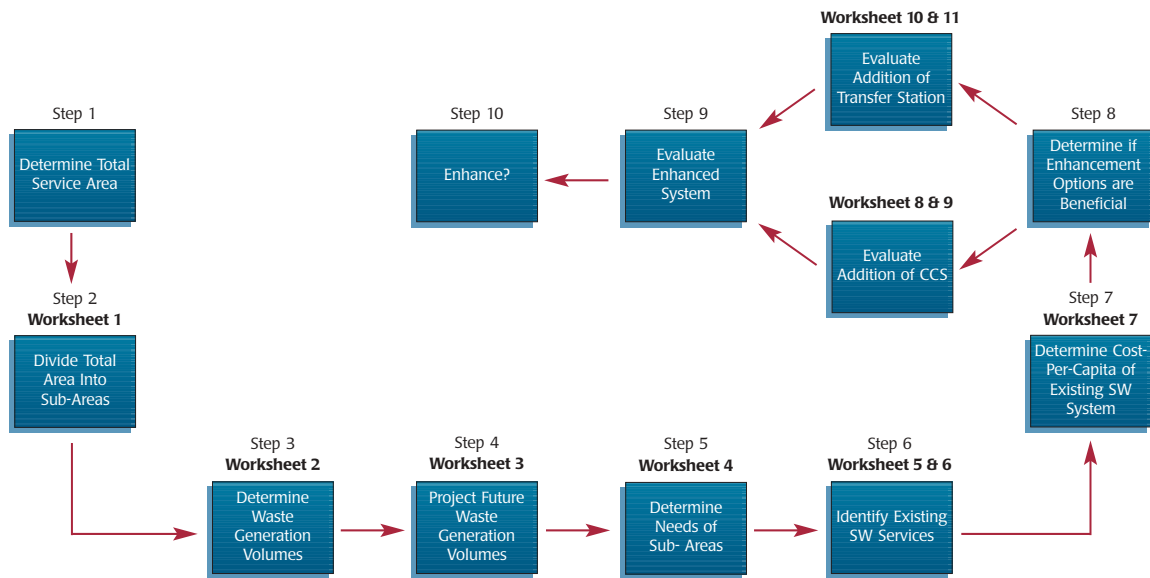 Step 1
Determine Total
Service Area
Step 2
Worksheet 1
Divide Total
Area Into
Sub-Areas
Step 3
Worksheet 2
Determine
Waste
Generation
Volumes
Step 4
Worksheet 3
Project Future
Waste
Generation
Volumes
Step 5
Worksheet 4
Determine
Needs of
Sub- Areas
Step 6
Worksheet 5 & 6
Identify Existing
SW Services
Step 7
Worksheet 7
Determine Cost-
Per-Capita of
Existing SW
System
Step 8
Determine if
Enhancement
Options are
Beneficial
Worksheet 10 & 11
Evaluate
Addition of
Transfer Station
Worksheet 8 & 9
Evaluate
Addition of CCS
Step 9
Evaluate
Enhanced
System
Step 10
Enhance?